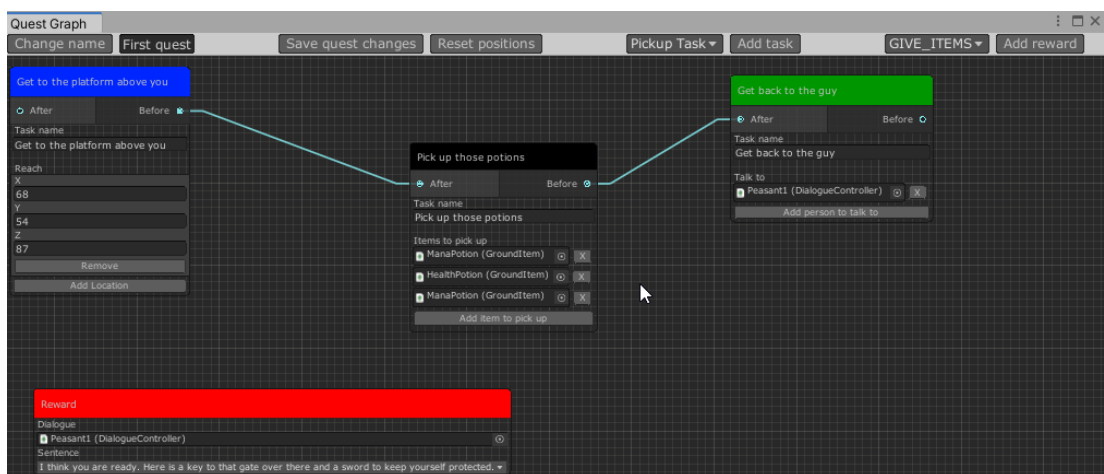 Quest Graph
Change name First quest Save quest changes Reset positions Pickup Task Add task GIVE_ITEMS Add reward
Get to the platform above you
After Before
Task name
Get to the platform above you
Reach
X
68
Y
54
Z
87
Remove
Add Location
Pick up those potions
After Before
Task name
Pick up those potions
Items to pick up
ManaPotion (GroundItem) X
HealthPotion (GroundItem) X
ManaPotion (GroundItem) X
Add item to pick up
Get back to the guy
After Before
Task name
Get back to the guy
Talk to
Peasant1 (DialogueController) X
Add person to talk to
Reward
Dialogue
Peasant1 (DialogueController)
Sentence
I think you are ready. Here is a key to that gate over there and a sword to keep yourself protected.